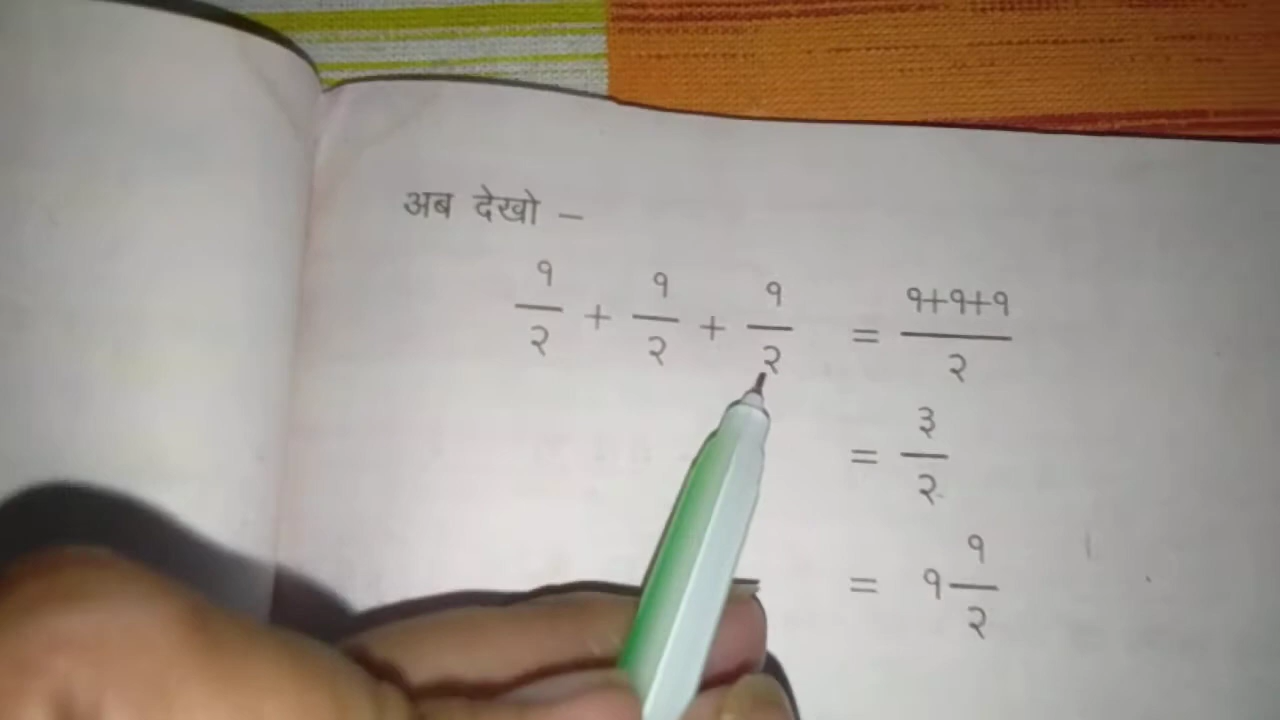 अब देखो –
१/२ + १/२ + १/२ = १+१+१/२
= ३/२
= १ १/२